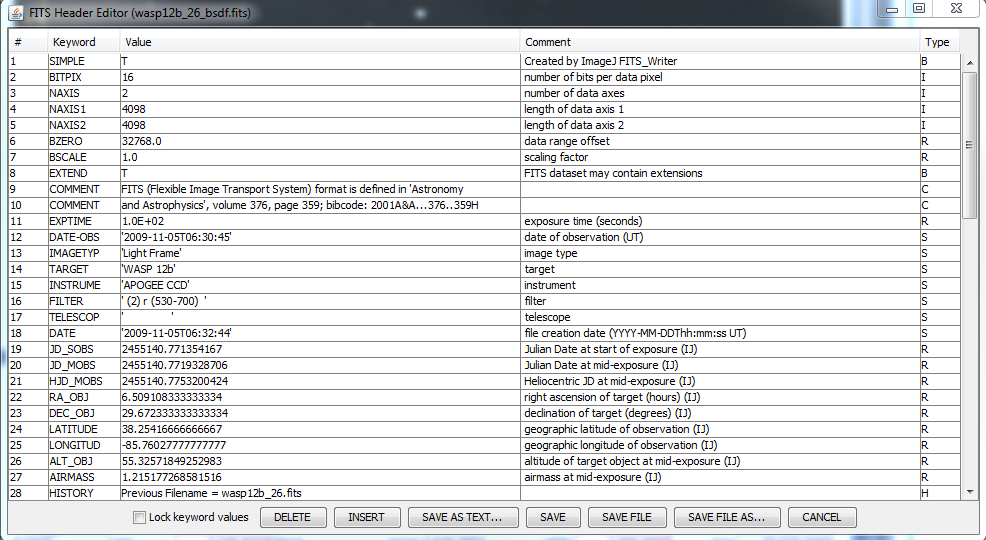 FITS Header Editor (wasp12b_26_bsdf.fits)
# Keyword Value Comment Type
1 SIMPLE T Created by ImageJ FITS_Writer B
2 BITPIX 16 number of bits per data pixel I
3 NAXIS 2 number of data axes I
4 NAXIS1 4098 length of data axis 1 I
5 NAXIS2 4098 length of data axis 2 I
6 BZERO 32768.0 data range offset R
7 BSCALE 1.0 scaling factor R
8 EXTEND T FITS dataset may contain extensions B
9 COMMENT FITS (Flexible Image Transport System) format is defined in 'Astronomy C
10 COMMENT and Astrophysics', volume 376, page 359; bibcode: 2001A&A...376..359H C
11 EXPTIME 1.0E+02 exposure time (seconds) R
12 DATE-OBS '2009-11-05T06:30:45' date of observation (UT) S
13 IMAGETYP 'Light Frame' image type S
14 TARGET 'WASP 12b' target S
15 INSTRUME 'APOGEE CCD' instrument S
16 FILTER ' (2) r (530-700) ' filter S
17 TELESCOP ' ' telescope S
18 DATE '2009-11-05T06:32:44' file creation date (YYYY-MM-DDThh:mm:ss UT) S
19 JD_SOBS 2455140.771354167 Julian Date at start of exposure (IJ) R
20 JD_MOBS 2455140.7719328706 Julian Date at mid-exposure (IJ) R
21 HJD_MOBS 2455140.7753200424 Heliocentric JD at mid-exposure (IJ) R
22 RA_OBJ 6.509108333333334 right ascension of target (hours) (IJ) R
23 DEC_OBJ 29.672333333333334 declination of target (degrees) (IJ) R
24 LATITUDE 38.25416666666667 geographic latitude of observation (IJ) R
25 LONGITUD -85.76027777777777 geographic longitude of observation (IJ) R
26 ALT_OBJ 55.32571849252983 altitude of target object at mid-exposure (IJ) R
27 AIRMASS 1.215177268581516 airmass at mid-exposure (IJ) R
28 HISTORY Previous Filename = wasp12b_26.fits H
Lock keyword values DELETE INSERT SAVE AS TEXT... SAVE SAVE FILE SAVE FILE AS... CANCEL